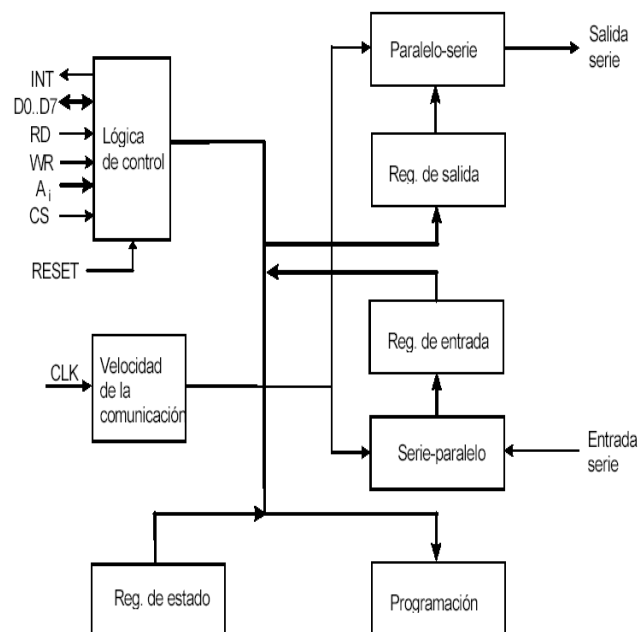 Paralelo-serie
Salida
serie
INT
D0..D7
RD
WR
A i
CS
Lógica
de control
Reg. de salida
RESET
Reg. de entrada
CLK
Velocidad
de la
comunicación
Serie-paralelo
Entrada
serie
Reg. de estado
Programación